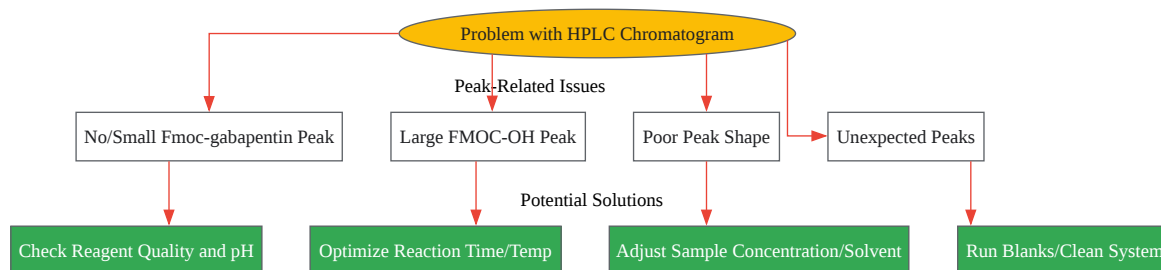 Problem with HPLC Chromatogram
Peak-Related Issues
No/Small Fmoc-gabapentin Peak
Large FMOC-OH Peak
Poor Peak Shape
Unexpected Peaks
Potential Solutions
Check Reagent Quality and pH
Optimize Reaction Time/Temp
Adjust Sample Concentration/Solvent
Run Blanks/Clean System